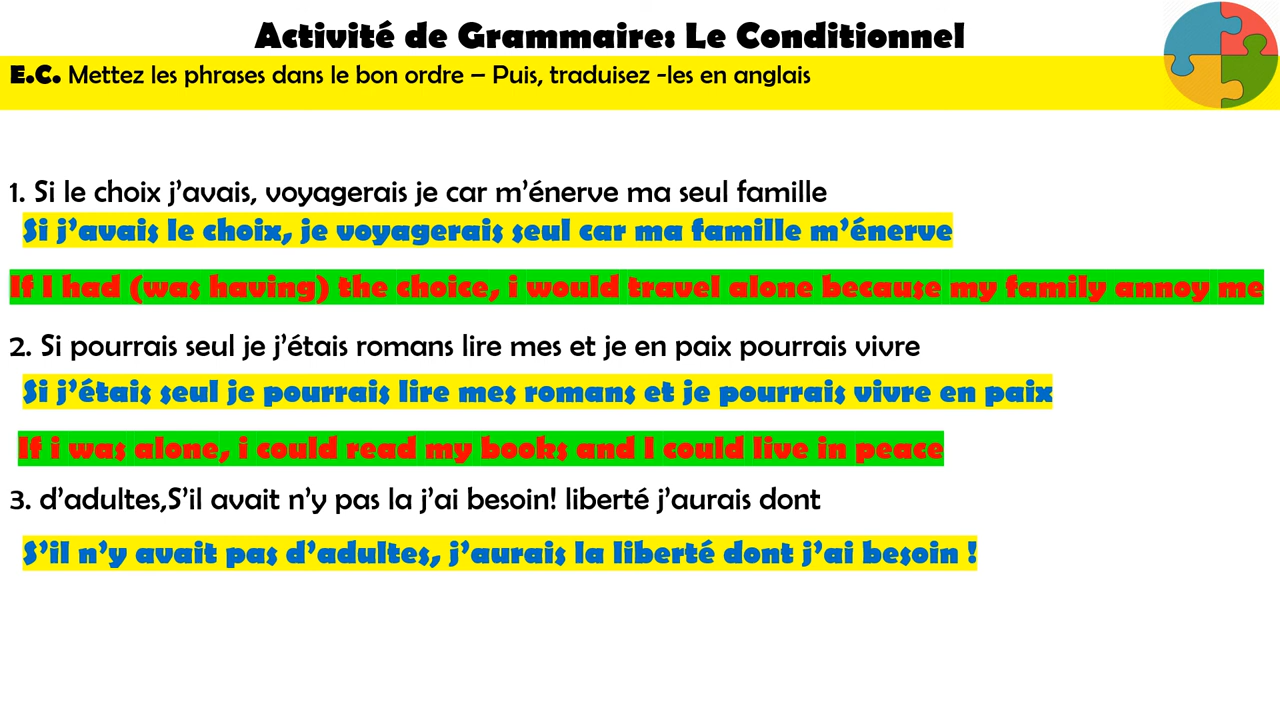 Activité de Grammaire: Le Conditionnel
E.C. Mettez les phrases dans le bon ordre – Puis, traduisez -les en anglais
1. Si le choix j’avais, voyagerais je car m’énerve ma seul famille
Si j’avais le choix, je voyagerais seul car ma famille m’énerve
If I had (was having) the choice, i would travel alone because my family annoy me
2. Si pourrais seul je j’étais romans lire mes et je en paix pourrais vivre
Si j’étais seul je pourrais lire mes romans et je pourrais vivre en paix
If i was alone, i could read my books and I could live in peace
3. d’adultes,S’il avait n’y pas la j’ai besoin! liberté j’aurais dont
S’il n’y avait pas d’adultes, j’aurais la liberté dont j’ai besoin !